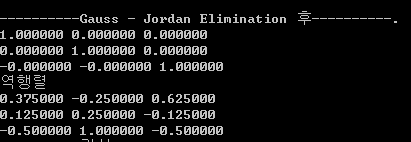 ----------Gauss - Jordan Elimination 후----------.
1.000000 0.000000 0.000000
0.000000 1.000000 0.000000
-0.000000 -0.000000 1.000000
역행렬
0.375000 -0.250000 0.625000
0.125000 0.250000 -0.125000
-0.500000 1.000000 -0.500000